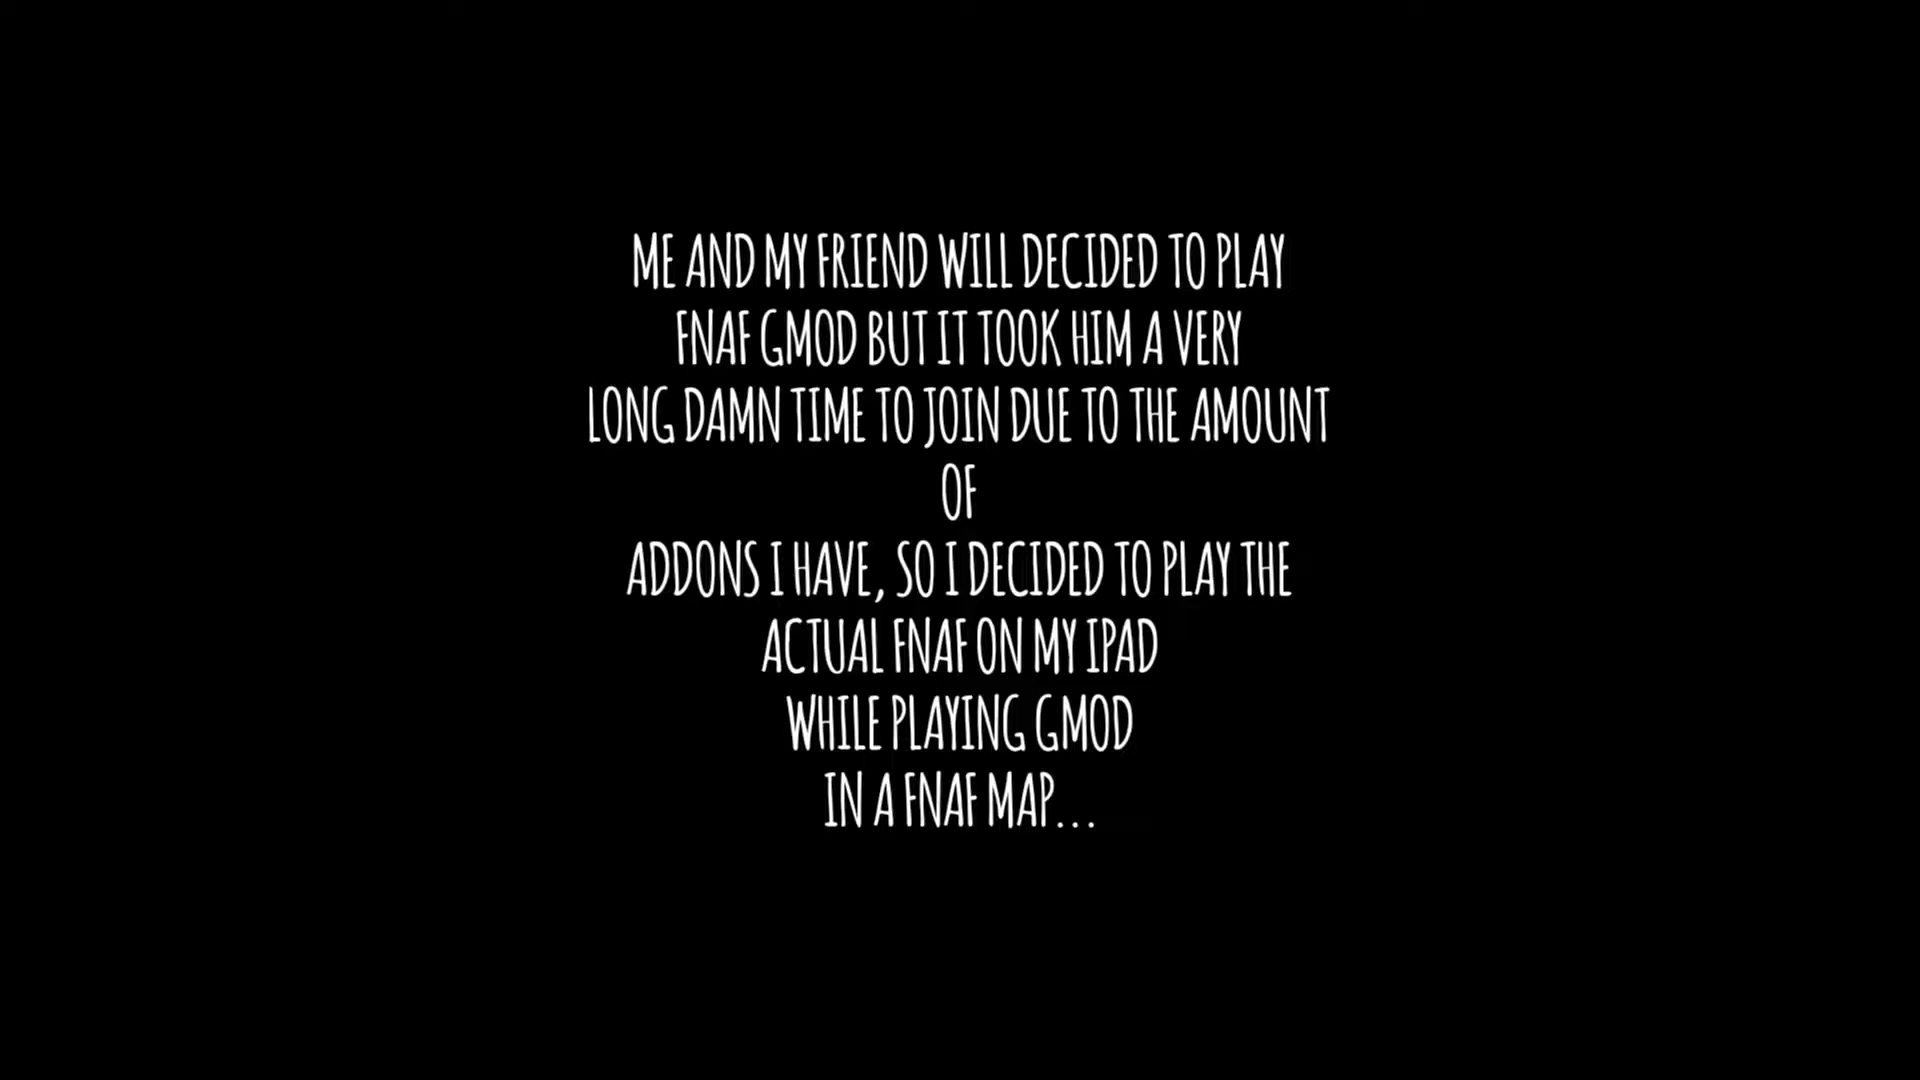 ME AND MY FRIEND WILL DECIDED TO PLAY
FNAF GMOD BUT IT TOOK HIM A VERY
LONG DAMN TIME TO JOIN DUE TO THE AMOUNT
OF
ADDONS I HAVE, SO I DECIDED TO PLAY THE
ACTUAL FNAF ON MY IPAD
WHILE PLAYING GMOD
IN A FNAF MAP...